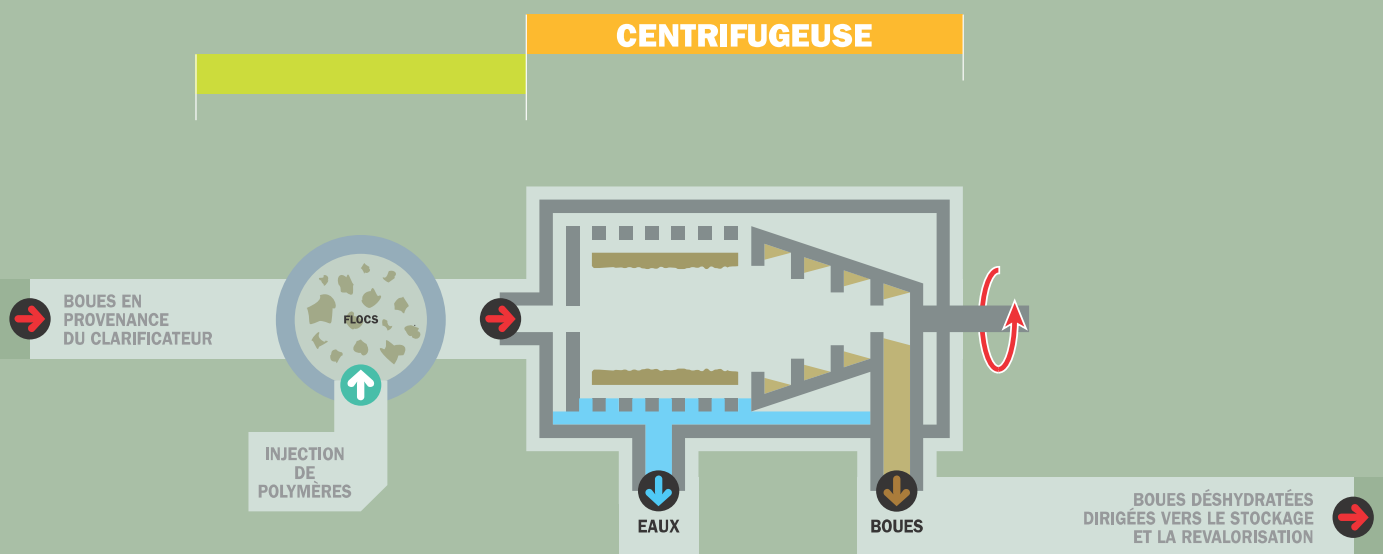 CENTRIFUGEUSE
BOUES EN
PROVENANCE
DU CLARIFICATEUR
FLOCS
INJECTION
DE
POLYMÈRES
EAUX
BOUES
BOUES DÉSHYDRATÉES
DIRIGÉES VERS LE STOCKAGE
ET LA REVALORISATION